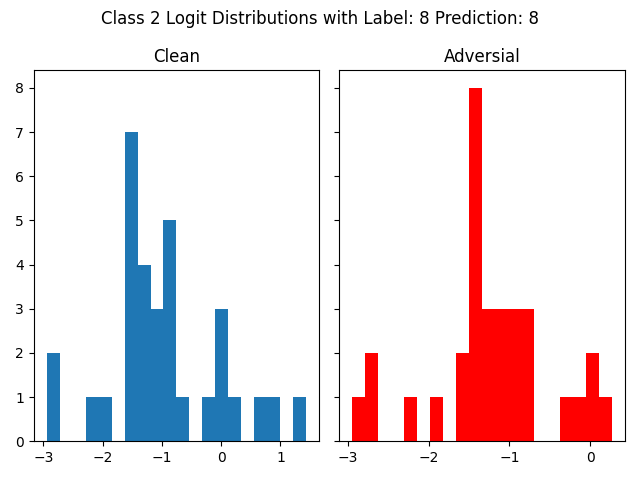 Class 2 Logit Distributions with Label: 8 Prediction: 8
Clean
Adversial
8
7
6
5
4
3
2
1
0
−3 −2 −1 0 1
−3 −2 −1 0